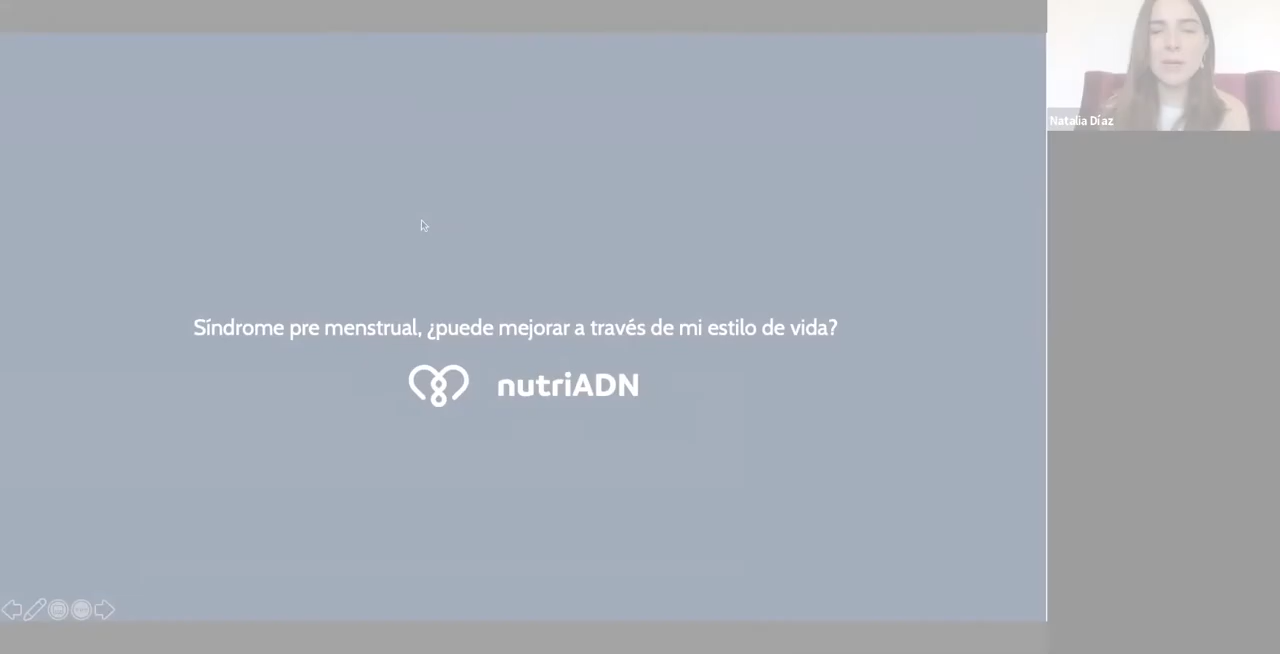 Natalia Díaz
Síndrome pre menstrual, ¿puede mejorar a través de mi estilo de vida?
nutriADN